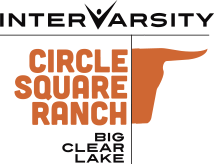 INTERVARSITY
CIRCLE
SQUARE
RANCH
BIG
CLEAR
LAKE